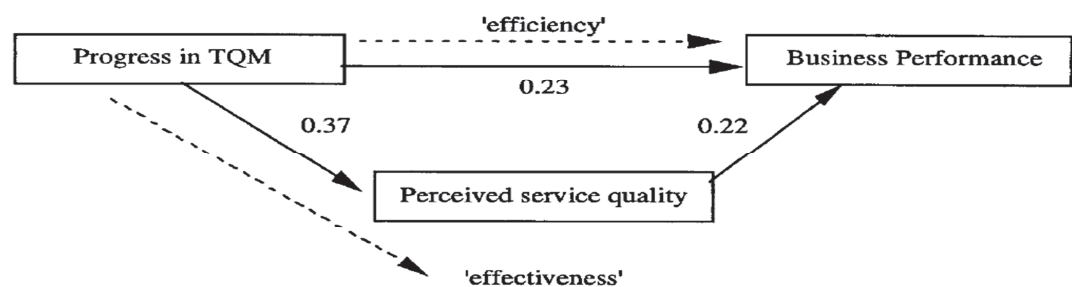 'efficiency'
Progress in TQM
Business Performance
0.23
0.37
0.22
Perceived service quality
'effectiveness'